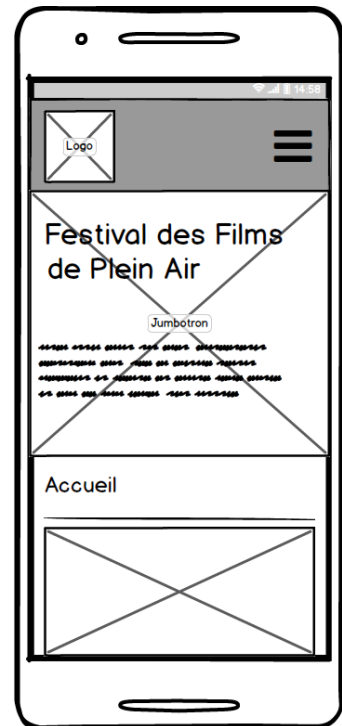 14:58
Logo
Festival des Films
de Plein Air
Jumbotron
Accueil